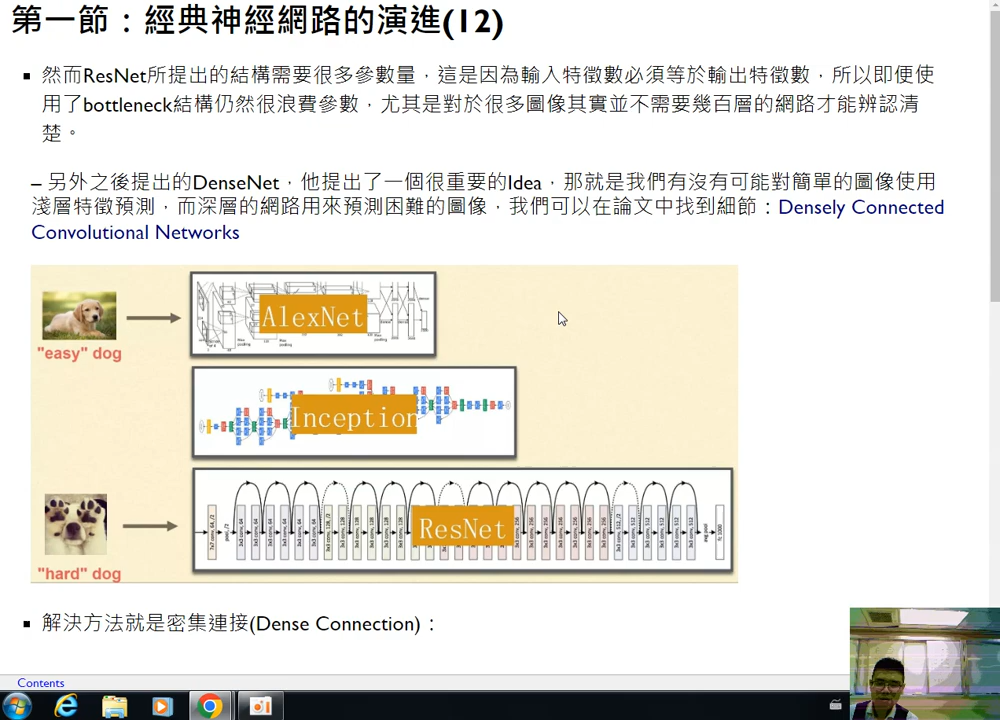 第一節：經典神經網路的演進(12)
然而ResNet所提出的結構需要很多參數量，這是因為輸入特徵數必須等於輸出特徵數，所以即便使
用了bottleneck結構仍然很浪費參數，尤其是對於很多圖像其實並不需要幾百層的網路才能辨認清
楚。
– 另外之後提出的DenseNet，他提出了一個很重要的Idea，那就是我們有沒有可能對簡單的圖像使用
淺層特徵預測，而深層的網路用來預測困難的圖像，我們可以在論文中找到細節：Densely Connected
Convolutional Networks
AlexNet
"easy" dog
Inception
ResNet
"hard" dog
解決方法就是密集連接(Dense Connection)：
Contents